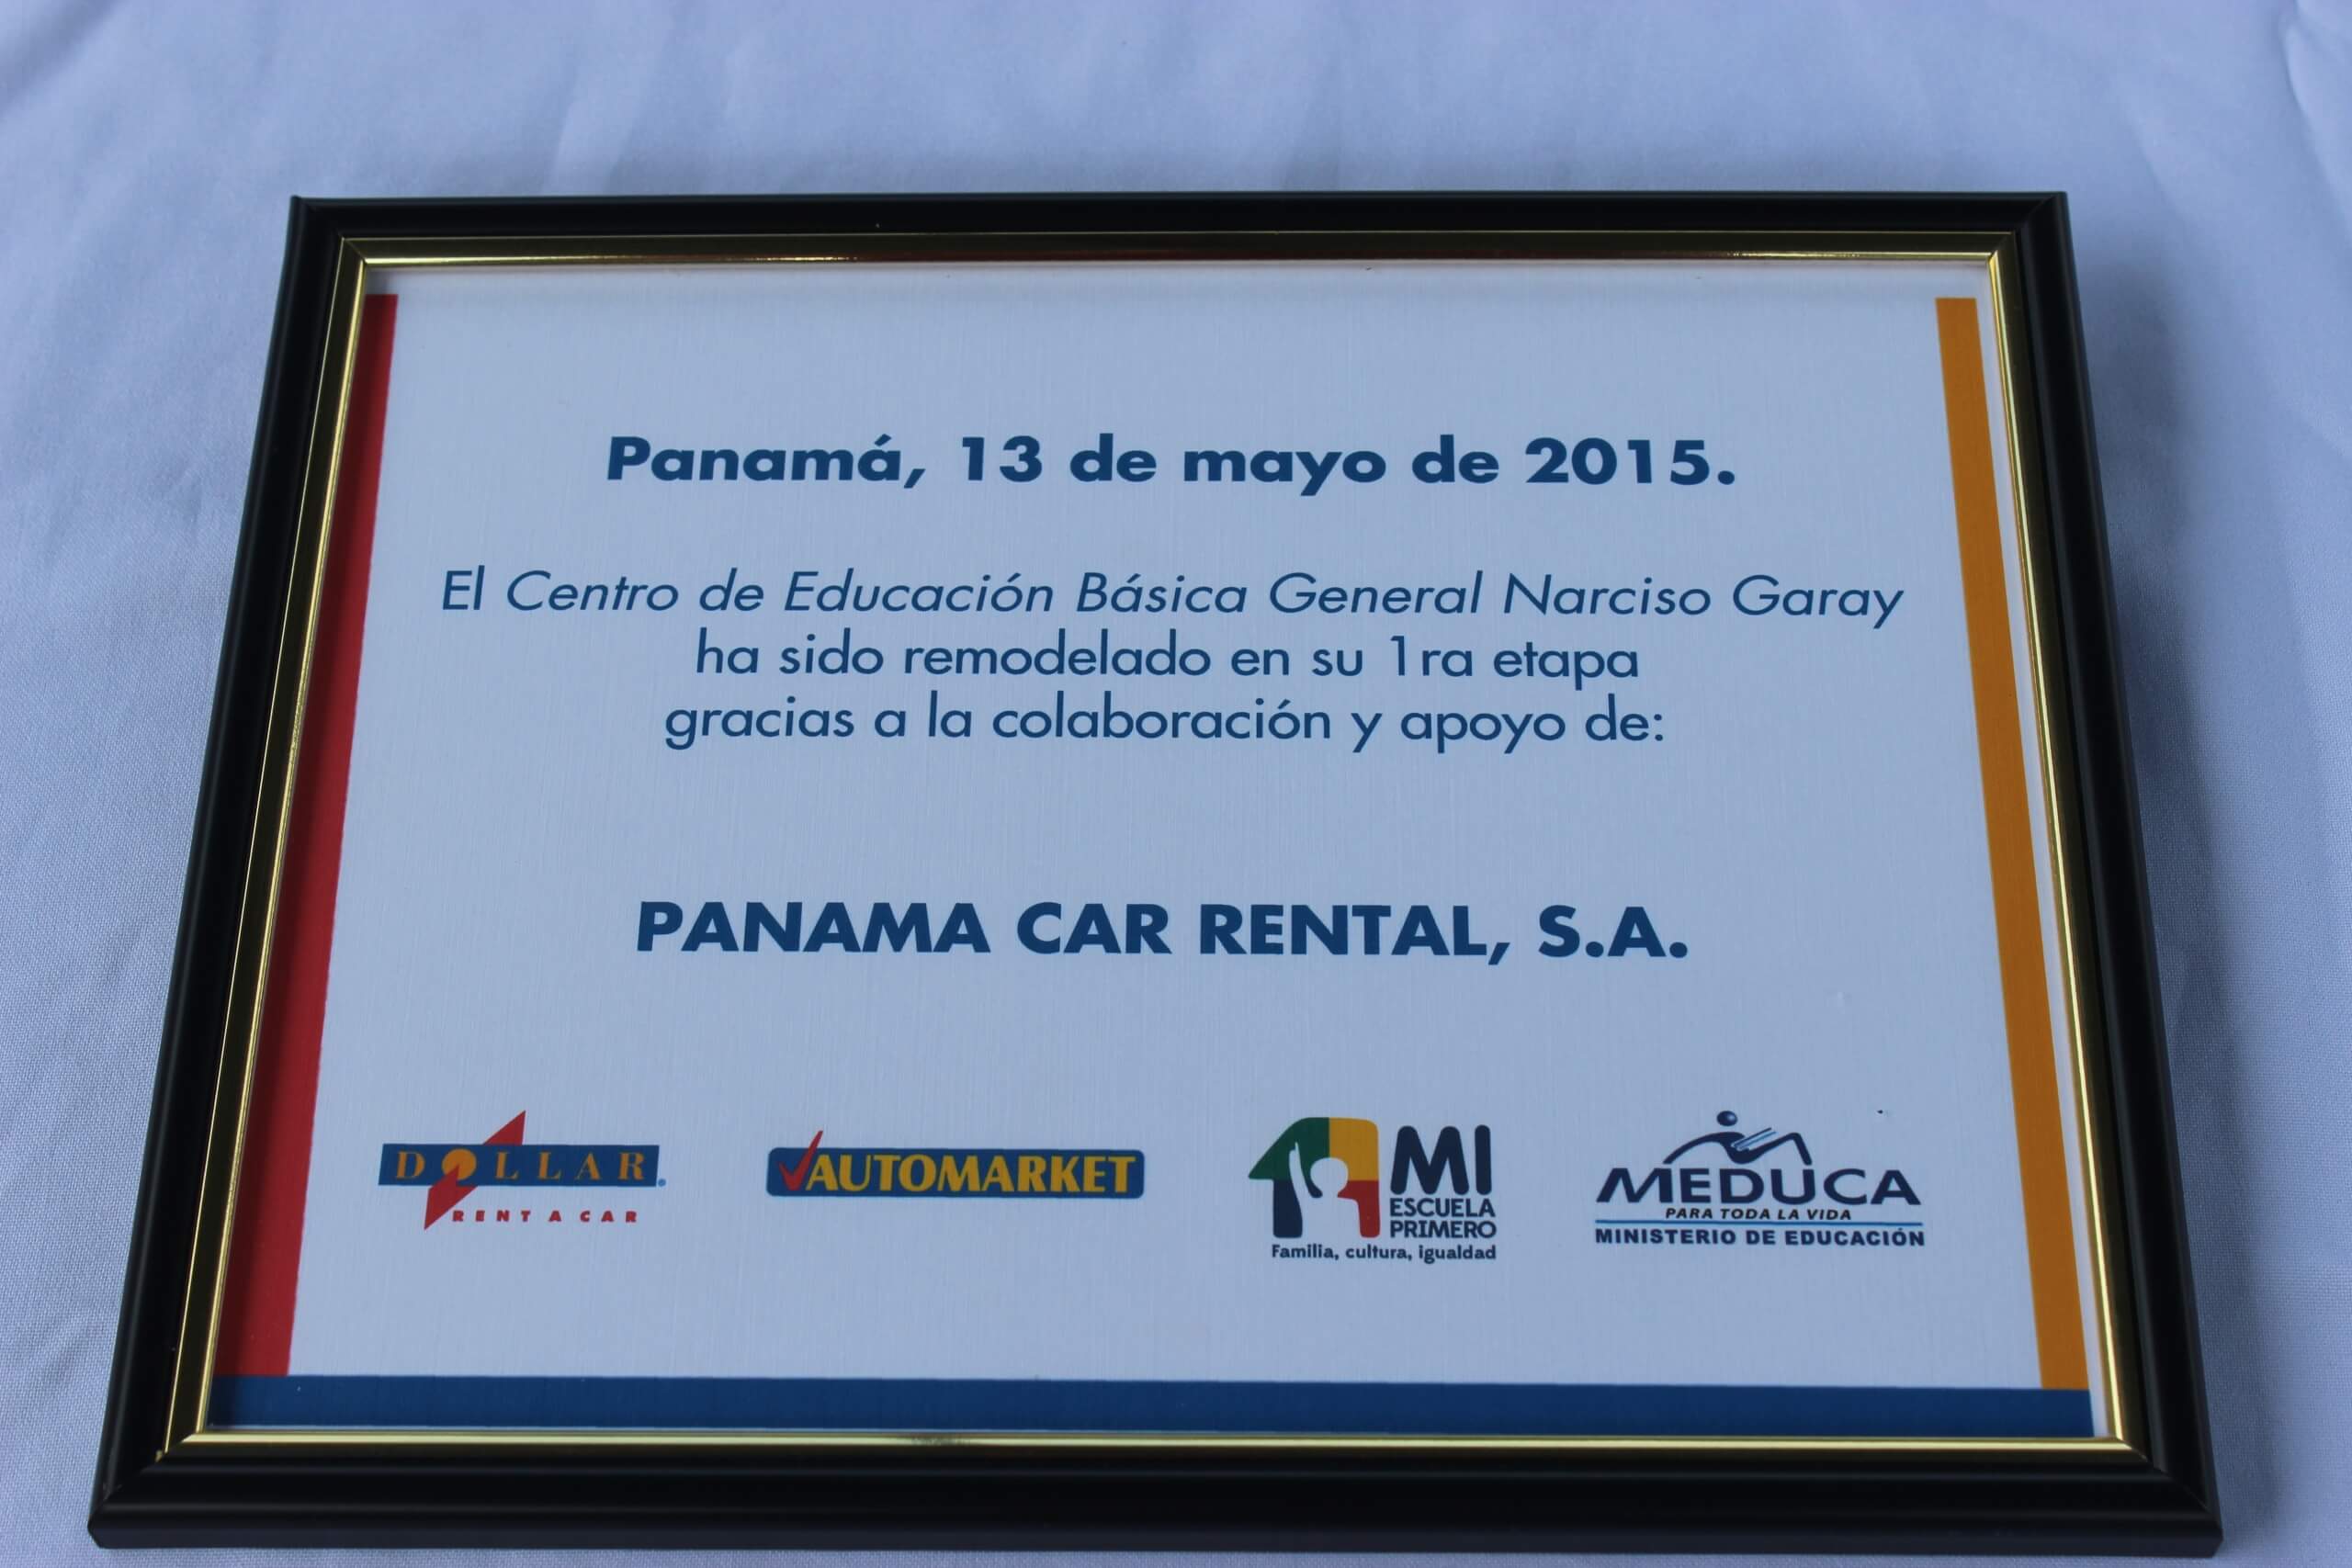 Panamá, 13 de mayo de 2015.
El Centro de Educación Básica General Narciso Garay
ha sido remodelado en su 1ra etapa
gracias a la colaboración y apoyo de:
PANAMA CAR RENTAL, S.A.
DOLLAR
RENT A CAR
AUTOMARKET
MI
ESCUELA
PRIMERO
Familia, cultura, igualdad
MEDUCA
PARA TODA LA VIDA
MINISTERIO DE EDUCACIÓN